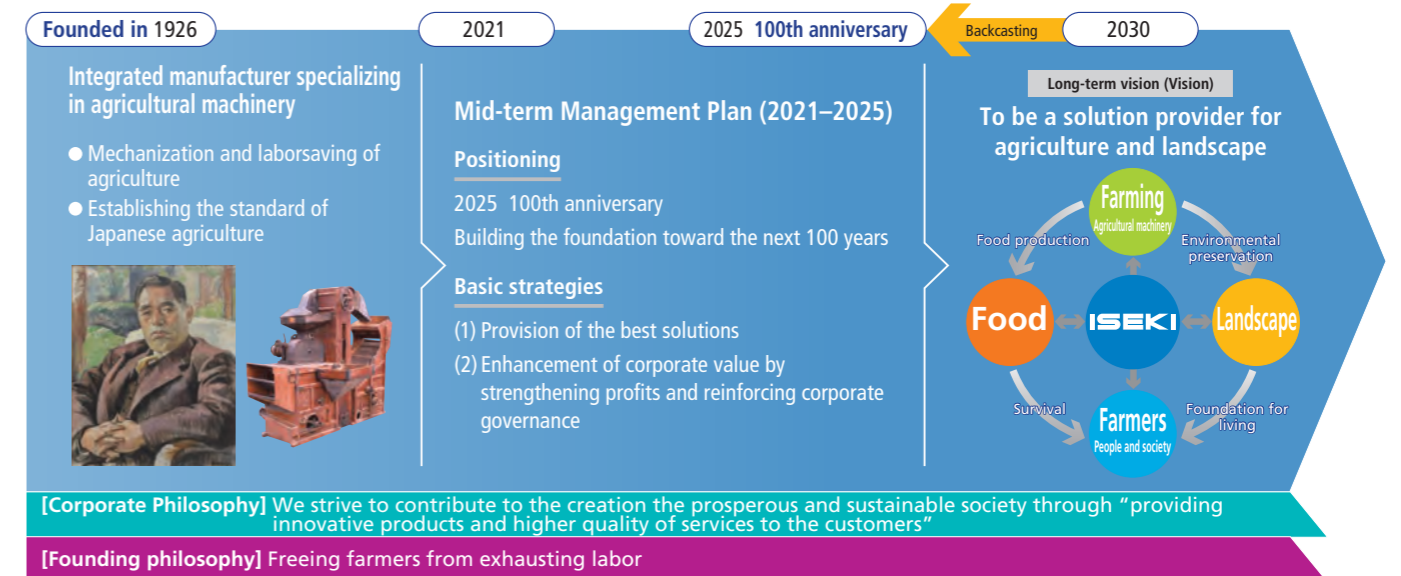 Founded in 1926
2021
2025 100th anniversary
Backcasting
2030
Integrated manufacturer specializing
in agricultural machinery
● Mechanization and laborsaving of
agriculture
● Establishing the standard of
Japanese agriculture
Mid-term Management Plan (2021–2025)
Positioning
2025 100th anniversary
Building the foundation toward the next 100 years
Basic strategies
(1) Provision of the best solutions
(2) Enhancement of corporate value by
strengthening profits and reinforcing corporate
governance
Long-term vision (Vision)
To be a solution provider for
agriculture and landscape
Farming
Agricultural machinery
Food production
Environmental
preservation
Food
ISEKI
Landscape
Survival
Foundation for
living
Farmers
People and society
[Corporate Philosophy] We strive to contribute to the creation the prosperous and sustainable society through “providing
innovative products and higher quality of services to the customers”
[Founding philosophy] Freeing farmers from exhausting labor